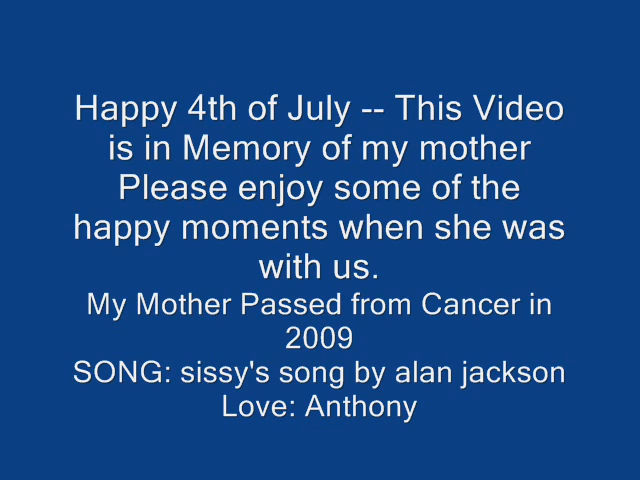 Happy 4th of July -- This Video
is in Memory of my mother
Please enjoy some of the
happy moments when she was
with us.
My Mother Passed from Cancer in
2009
SONG: sissy's song by alan jackson
Love: Anthony